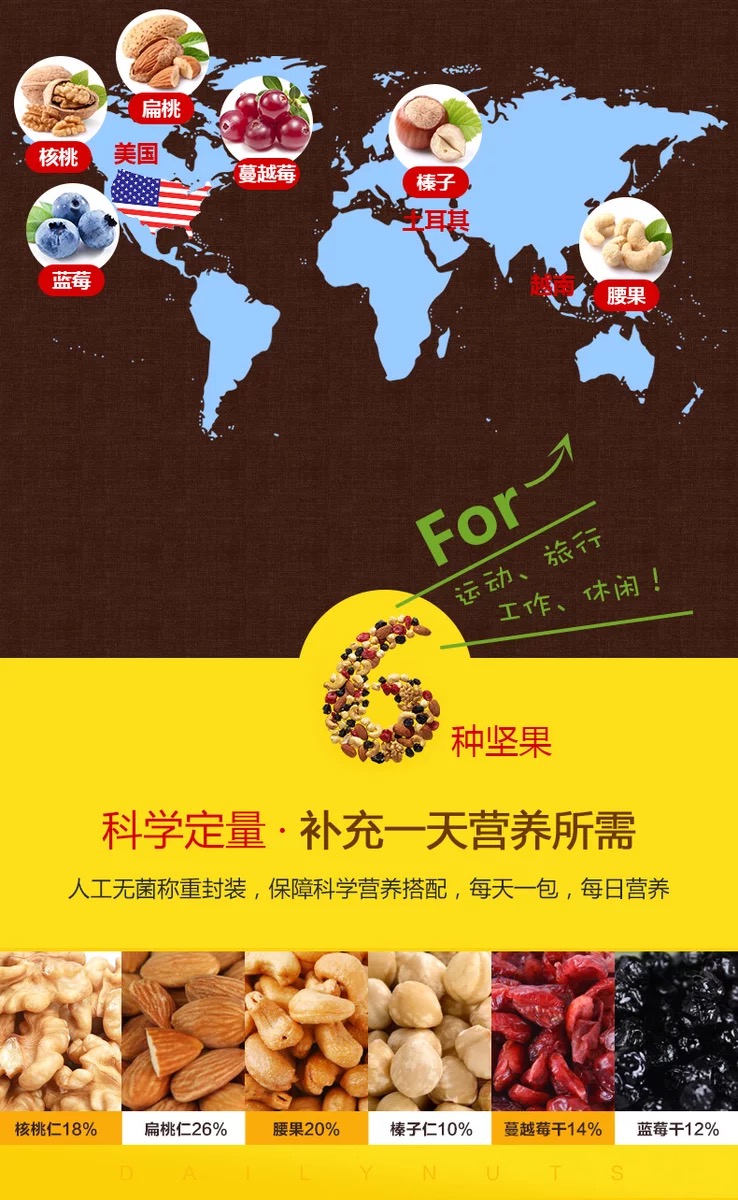 扁桃
核桃
美国
蔓越莓
榛子
土耳其
蓝莓
越南
腰果
For
运动、旅行
工作、休闲！
6
种坚果
科学定量·补充一天营养所需
人工无菌称重封装，保障科学营养搭配，每天一包，每日营养
核桃仁18% 扁桃仁26% 腰果20% 榛子仁10% 蔓越莓干14% 蓝莓干12%
DAILYNUTS